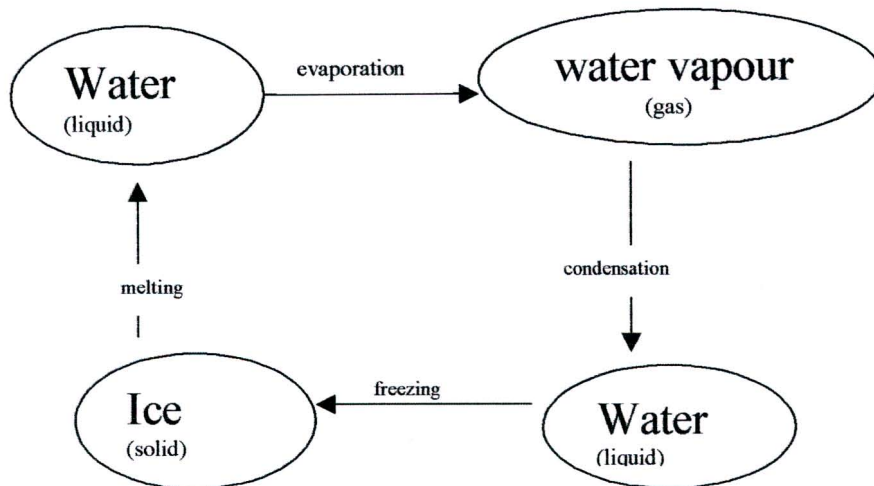 Water
(liquid)
evaporation
water vapour
(gas)
melting
condensation
Ice
(solid)
freezing
Water
(liquid)